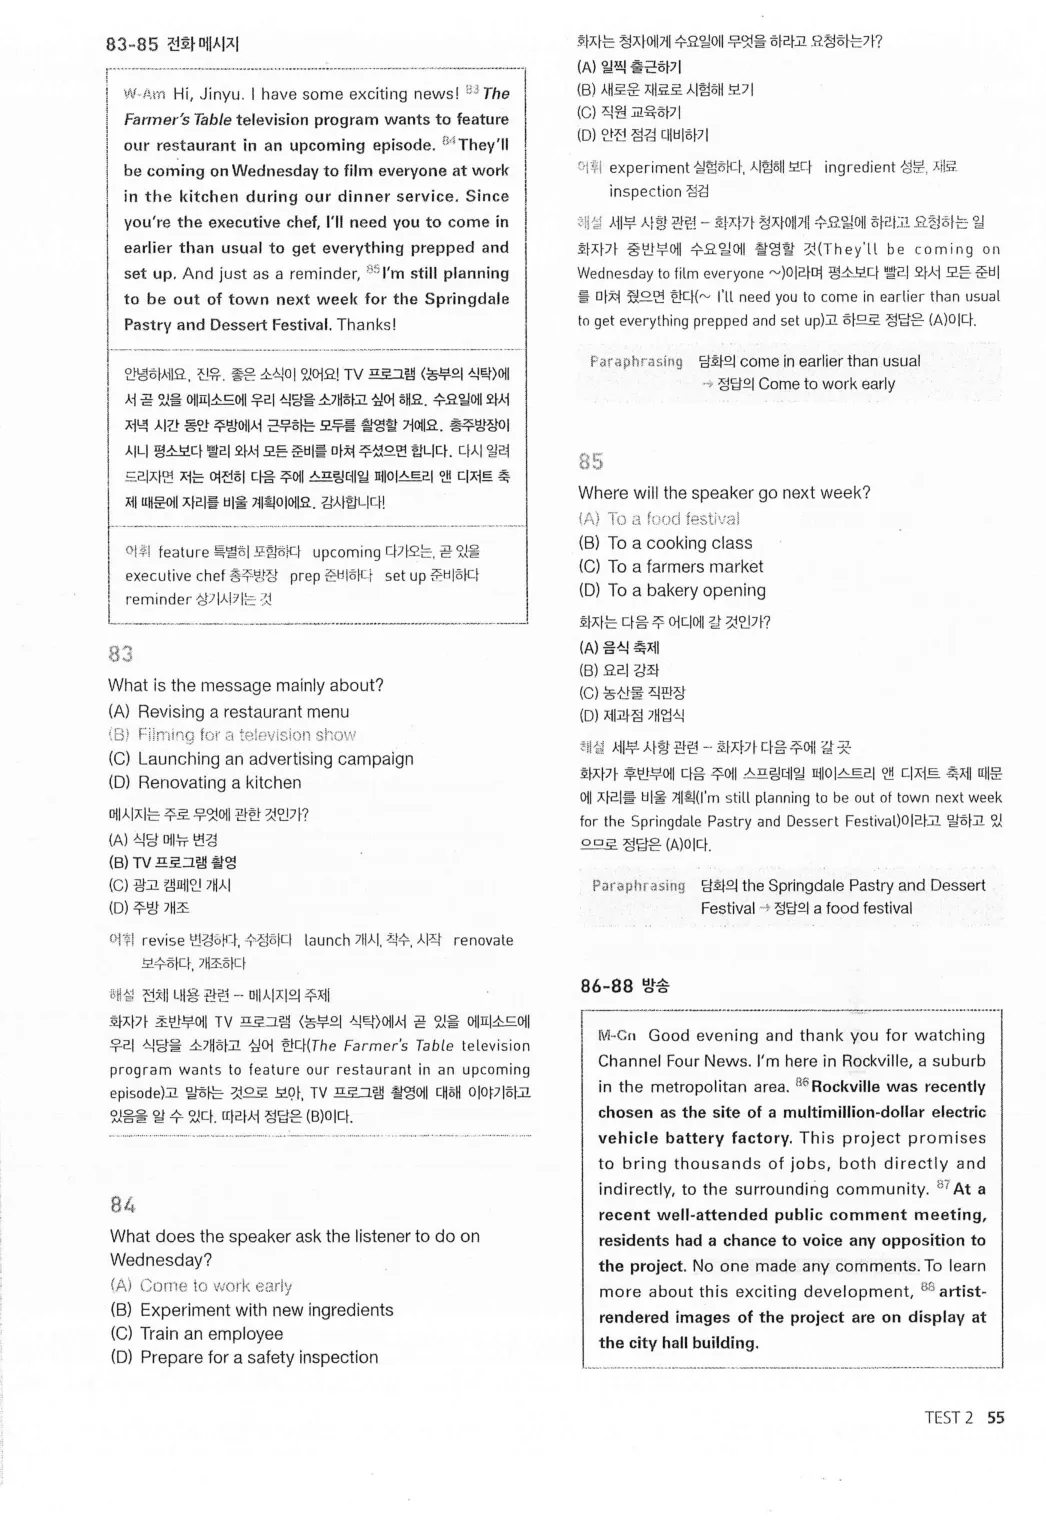 83-85 전화 메시지
W-Am Hi, Jinyu. I have some exciting news! 83 The
Farmer's Table television program wants to feature
our restaurant in an upcoming episode. 84 They'll
be coming on Wednesday to film everyone at work
in the kitchen during our dinner service. Since
you're the executive chef, I'll need you to come in
earlier than usual to get everything prepped and
set up. And just as a reminder, 85 I'm still planning
to be out of town next week for the Springdale
Pastry and Dessert Festival. Thanks!
안녕하세요, 진유. 좋은 소식이 있어요! TV 프로그램 〈농부의 식탁〉에
서 곧 있을 에피소드에 우리 식당을 소개하고 싶어 해요. 수요일에 와서
저녁 시간 동안 주방에서 근무하는 모두를 촬영할 거예요. 총주방장이
시니 평소보다 빨리 와서 모든 준비를 마쳐 주셨으면 합니다. 다시 알려
드리자면 저는 여전히 다음 주에 스프링데일 페이스트리 앤 디저트 축
제 때문에 자리를 비울 계획이에요. 감사합니다!
어휘 feature 특별히 포함하다 upcoming 다가오는, 곧 있을
executive chef 총주방장 prep 준비하다 set up 준비하다
reminder 상기시키는 것
83
What is the message mainly about?
(A) Revising a restaurant menu
(B) Filming for a television show
(C) Launching an advertising campaign
(D) Renovating a kitchen
메시지는 주로 무엇에 관한 것인가?
(A) 식당 메뉴 변경
(B) TV 프로그램 촬영
(C) 광고 캠페인 개시
(D) 주방 개조
어휘 revise 변경하다, 수정하다 launch 개시, 착수, 시작 renovate
보수하다, 개조하다
해설 전체 내용 관련 – 메시지의 주제
화자가 초반부에 TV 프로그램 〈농부의 식탁〉에서 곧 있을 에피소드에
우리 식당을 소개하고 싶어 한다(The Farmer's Table television
program wants to feature our restaurant in an upcoming
episode)고 말하는 것으로 보아, TV 프로그램 촬영에 대해 이야기하고
있음을 알 수 있다. 따라서 정답은 (B)이다.
84
What does the speaker ask the listener to do on
Wednesday?
(A) Come to work early
(B) Experiment with new ingredients
(C) Train an employee
(D) Prepare for a safety inspection
화자는 청자에게 수요일에 무엇을 하라고 요청하는가?
(A) 일찍 출근하기
(B) 새로운 재료로 시험해 보기
(C) 직원 교육하기
(D) 안전 점검 대비하기
어휘 experiment 실험하다, 시험해 보다 ingredient 성분, 재료
inspection 점검
해설 세부 사항 관련 – 화자가 청자에게 수요일에 하라고 요청하는 일
화자가 중반부에 수요일에 촬영할 것(They'll be coming on
Wednesday to film everyone ~)이라며 평소보다 빨리 와서 모든 준비
를 마쳐 줬으면 한다(~ I'll need you to come in earlier than usual
to get everything prepped and set up)고 하므로 정답은 (A)이다.
Paraphrasing 담화의 come in earlier than usual
→ 정답의 Come to work early
85
Where will the speaker go next week?
(A) To a food festival
(B) To a cooking class
(C) To a farmers market
(D) To a bakery opening
화자는 다음 주 어디에 갈 것인가?
(A) 음식 축제
(B) 요리 강좌
(C) 농산물 직판장
(D) 제과점 개업식
해설 세부 사항 관련 – 화자가 다음 주에 갈 곳
화자가 후반부에 다음 주에 스프링데일 페이스트리 앤 디저트 축제 때문
에 자리를 비울 계획(I'm still planning to be out of town next week
for the Springdale Pastry and Dessert Festival)이라고 말하고 있
으므로 정답은 (A)이다.
Paraphrasing 담화의 the Springdale Pastry and Dessert
Festival → 정답의 a food festival
86-88 방송
M-Cn Good evening and thank you for watching
Channel Four News. I'm here in Rockville, a suburb
in the metropolitan area. 86 Rockville was recently
chosen as the site of a multimillion-dollar electric
vehicle battery factory. This project promises
to bring thousands of jobs, both directly and
indirectly, to the surrounding community. 87 At a
recent well-attended public comment meeting,
residents had a chance to voice any opposition to
the project. No one made any comments. To learn
more about this exciting development, 88 artist-
rendered images of the project are on display at
the city hall building.
TEST 2 55